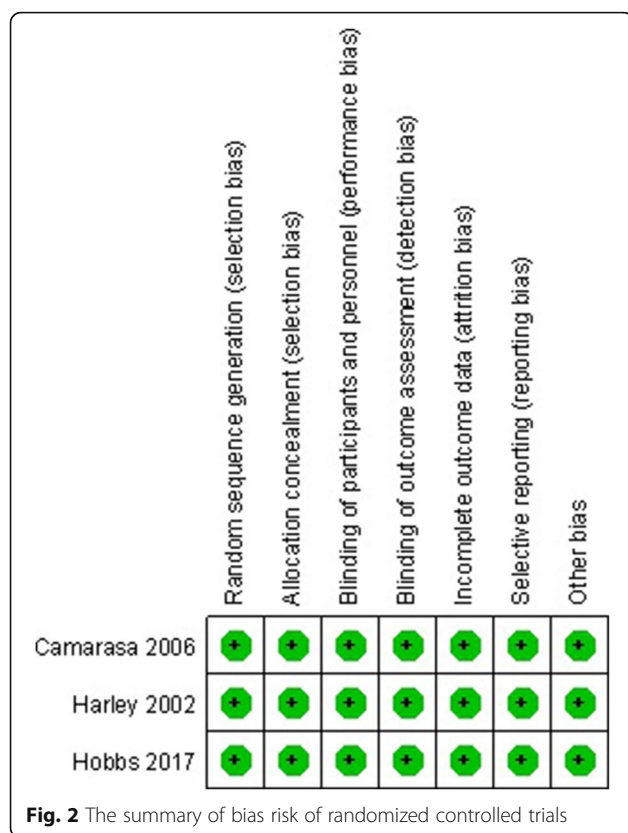 Random sequence generation (selection bias)
Allocation concealment (selection bias)
Blinding of participants and personnel (performance bias)
Blinding of outcome assessment (detection bias)
Incomplete outcome data (attrition bias)
Selective reporting (reporting bias)
Other bias
Camarasa 2006 + + + + + + +
Harley 2002 + + + + + + +
Hobbs 2017 + + + + + + +
Fig. 2 The summary of bias risk of randomized controlled trials